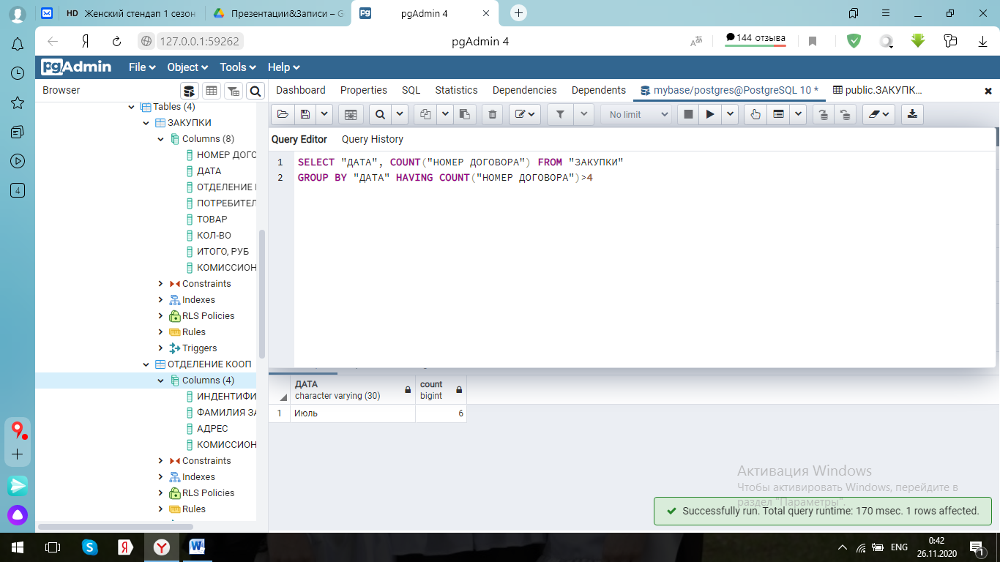 HD Женский стендап 1 сезон
Презентации&Записи – G
pgAdmin 4
Я
127.0.0.1:59262
pgAdmin 4
144 отзыва
pgAdmin
File
Object
Tools
Help
Browser
Dashboard
Properties
SQL
Statistics
Dependencies
Dependents
mybase/postgres@PostgreSQL 10 *
public.ЗАКУПК...
No limit
Query Editor
Query History
1 SELECT "ДАТА", COUNT("НОМЕР ДОГОВОРА") FROM "ЗАКУПКИ"
2 GROUP BY "ДАТА" HAVING COUNT("НОМЕР ДОГОВОРА")>4
Tables (4)
ЗАКУПКИ
Columns (8)
НОМЕР ДОГО
ДАТА
ОТДЕЛЕНИЕ
ПОТРЕБИТЕЛ
ТОВАР
КОЛ-ВО
ИТОГО, РУБ
КОМИССИОН
Constraints
Indexes
RLS Policies
Rules
Triggers
ОТДЕЛЕНИЕ КООП
Columns (4)
ИНДЕНТИФИ
ФАМИЛИЯ ЗА
АДРЕС
КОМИССИОН
Constraints
Indexes
RLS Policies
Rules
4
ДАТА
character varying (30)
count
bigint
1 Июль 6
Активация Windows
Чтобы активировать Windows, перейдите в
раздел "Параметры".
Successfully run. Total query runtime: 170 msec. 1 rows affected.
ENG
0:42
26.11.2020
1